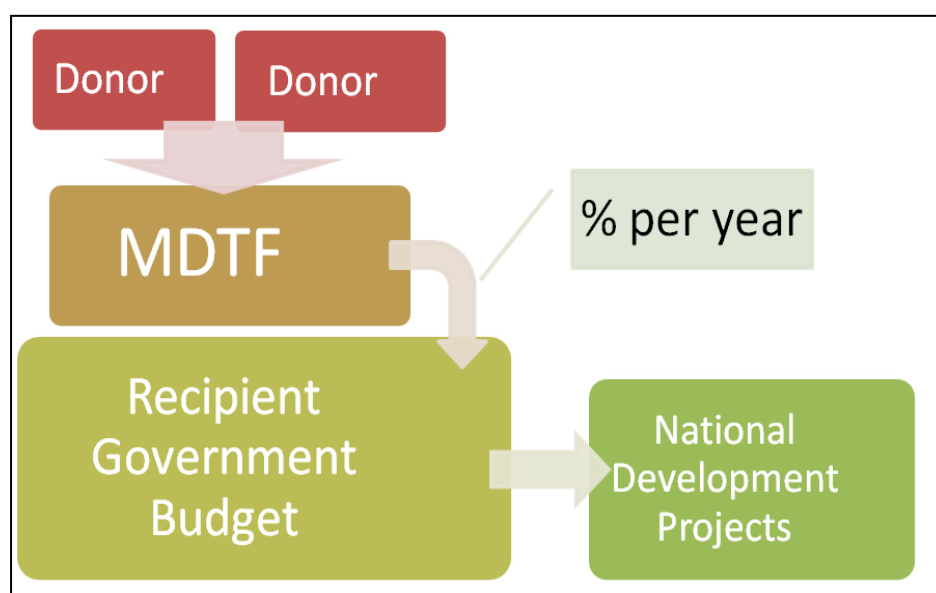 Donor
Donor
MDTF
% per year
Recipient
Government
Budget
National
Development
Projects